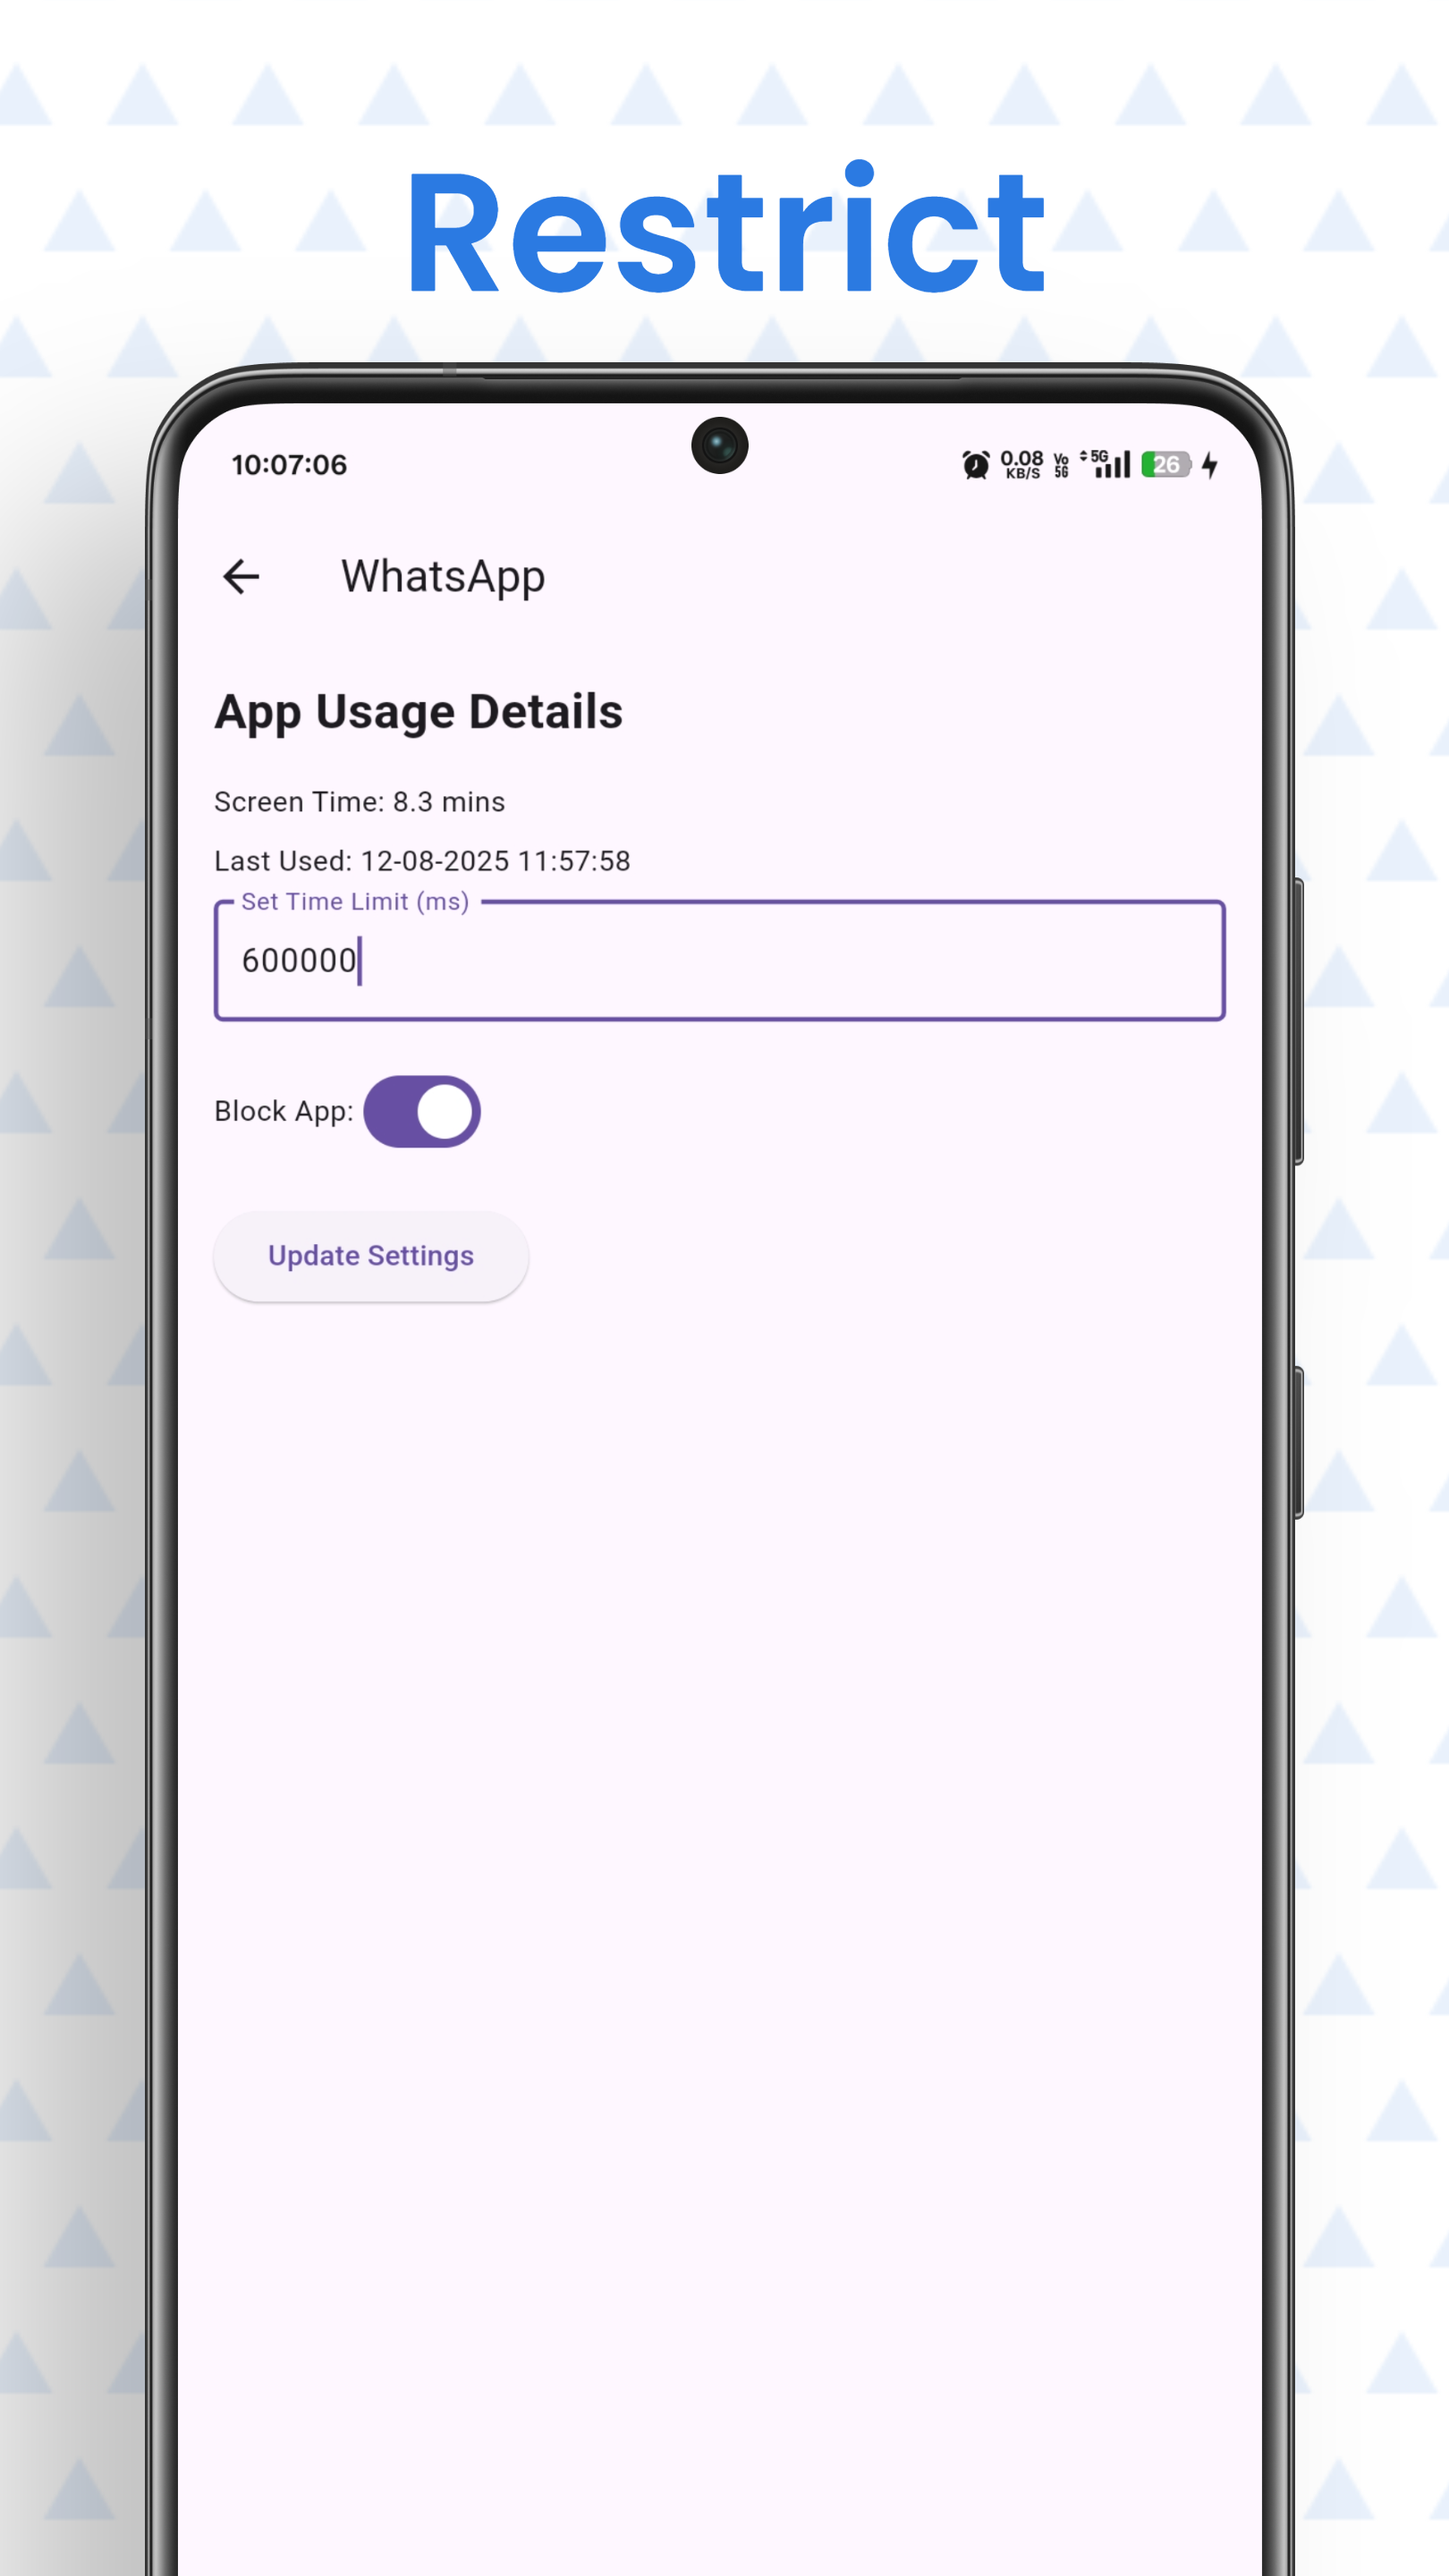 Restrict
10:07:06
0.08
KB/S
Vo
5G
5G
26
WhatsApp
App Usage Details
Screen Time: 8.3 mins
Last Used: 12-08-2025 11:57:58
Set Time Limit (ms)
600000
Block App:
Update Settings